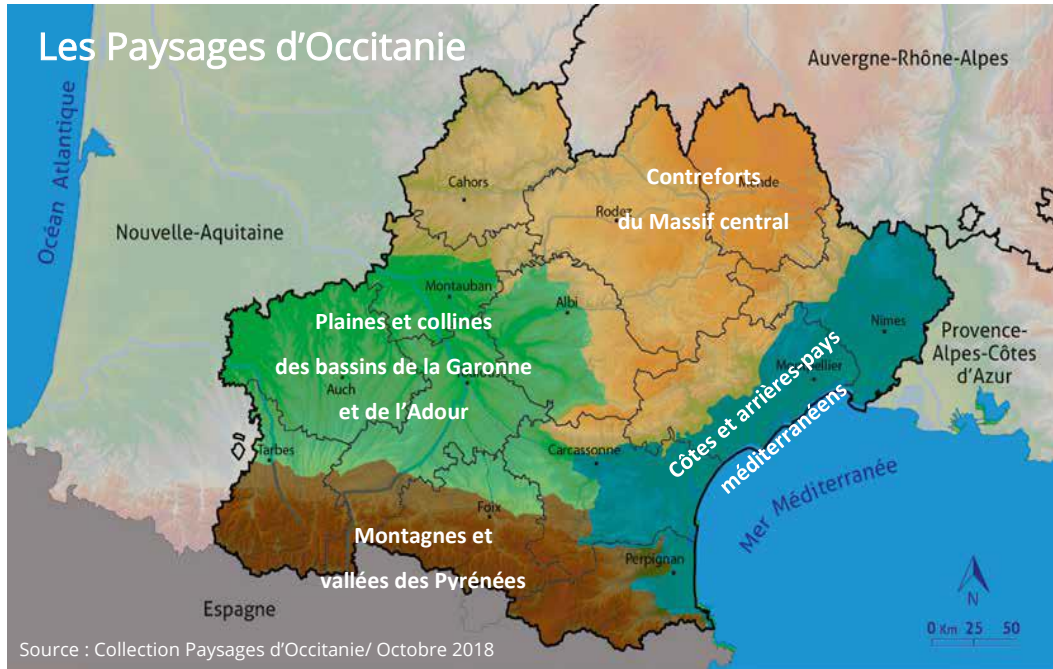 Les Paysages d'Occitanie
Auvergne-Rhône-Alpes
Océan Atlantique
Cahors
Contreforts
Mende
Rodez
du Massif central
Nouvelle-Aquitaine
Montauban
Albi
Plaines et collines
Nîmes
Provence-
Alpes-Côtes
d'Azur
des bassins de la Garonne
Auch
et de l'Adour
Côtes et arrières-pays
méditerranéens
Tarbes
Carcassonne
Mer Méditerranée
Foix
Montagnes et
vallées des Pyrénées
Perpignan
Espagne
N
0 Km 25 50
Source : Collection Paysages d'Occitanie/ Octobre 2018